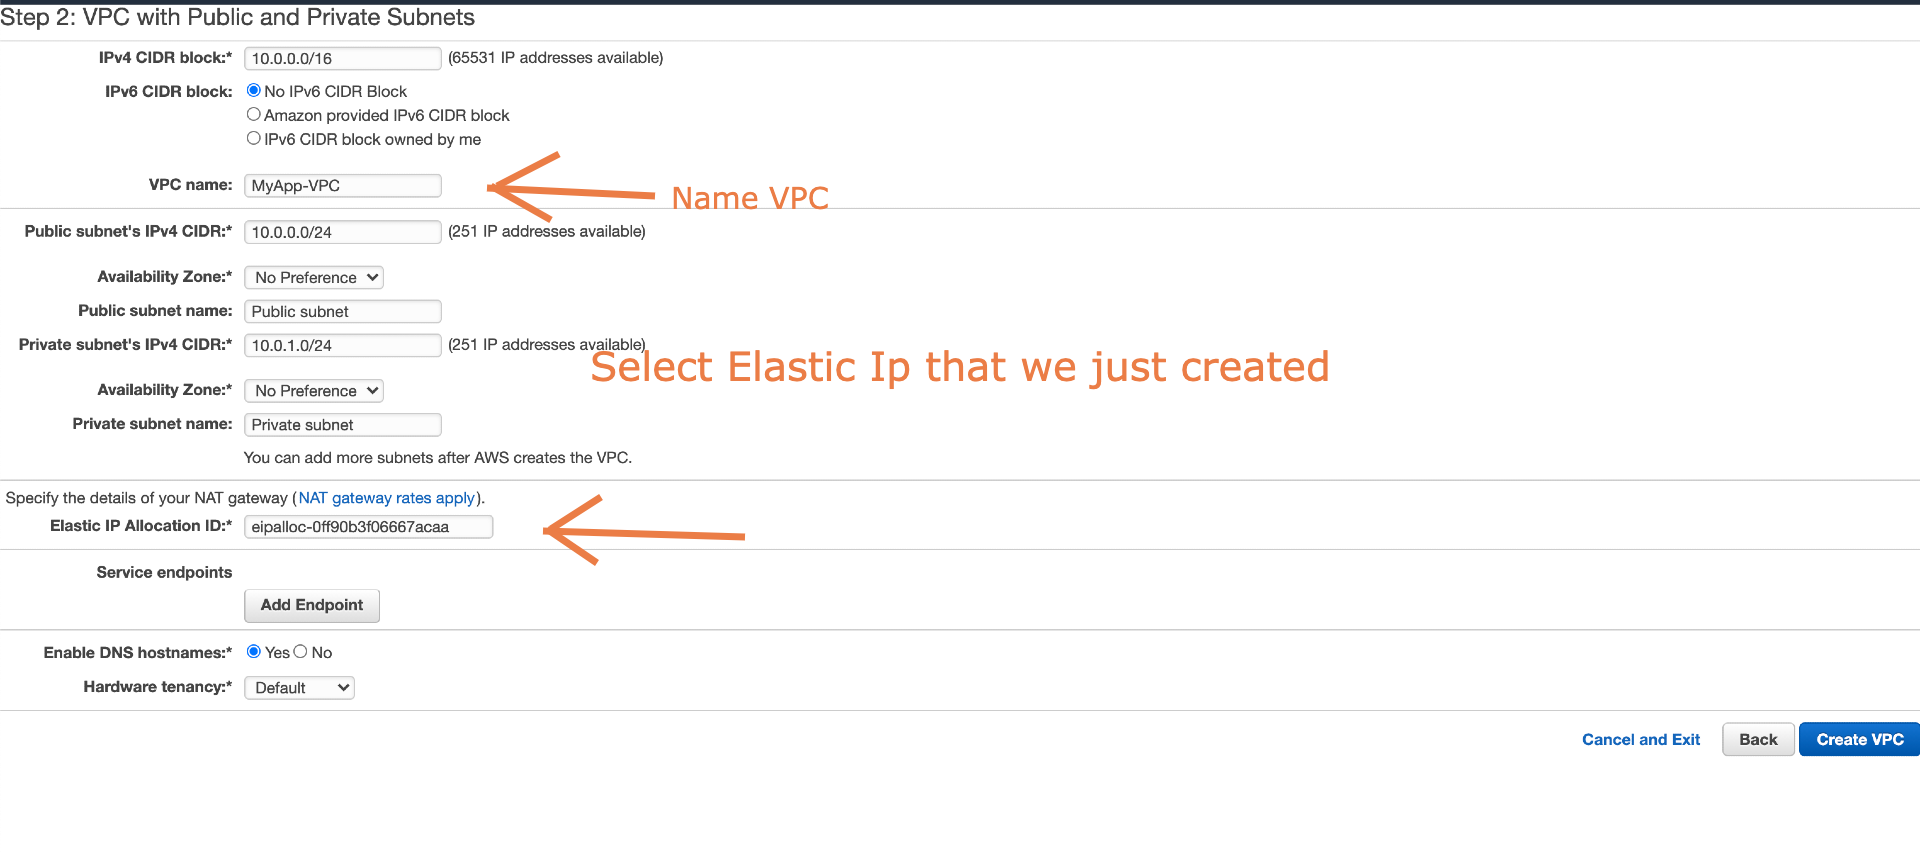 Step 2: VPC with Public and Private Subnets
IPv4 CIDR block:* 10.0.0.0/16 (65531 IP addresses available)
IPv6 CIDR block: No IPv6 CIDR Block
Amazon provided IPv6 CIDR block
IPv6 CIDR block owned by me
VPC name: MyApp-VPC
Name VPC
Public subnet's IPv4 CIDR:* 10.0.0.0/24 (251 IP addresses available)
Availability Zone:* No Preference
Public subnet name: Public subnet
Private subnet's IPv4 CIDR:* 10.0.1.0/24 (251 IP addresses available)
Select Elastic Ip that we just created
Availability Zone:* No Preference
Private subnet name: Private subnet
You can add more subnets after AWS creates the VPC.
Specify the details of your NAT gateway (NAT gateway rates apply).
Elastic IP Allocation ID:* eipalloc-0ff90b3f06667acaa
Service endpoints
Add Endpoint
Enable DNS hostnames:* Yes No
Hardware tenancy:* Default
Cancel and Exit Back Create VPC